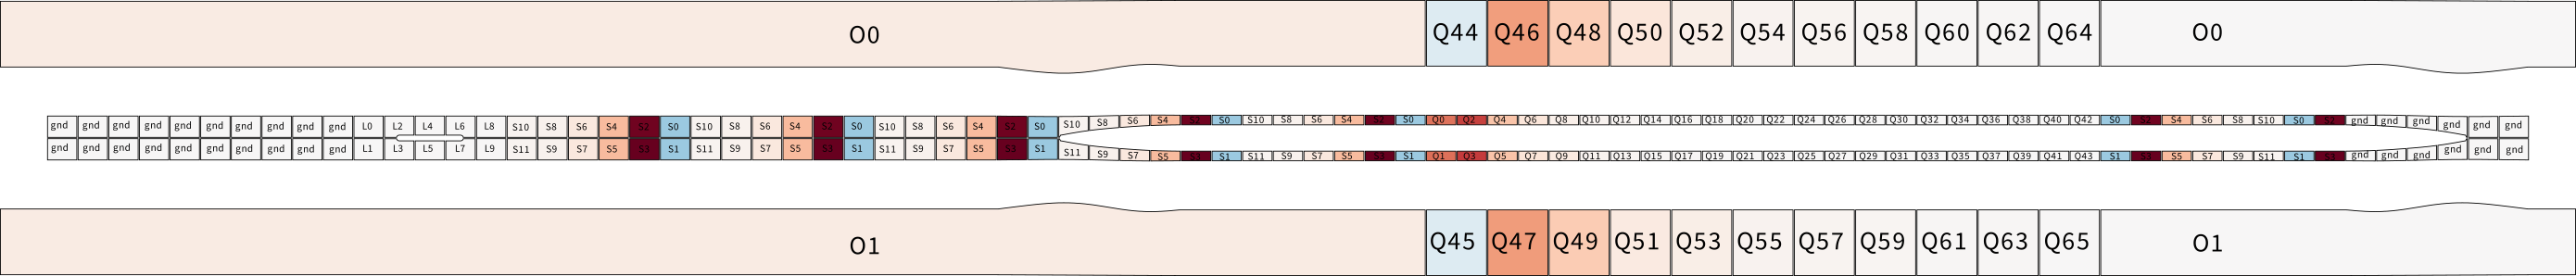 O0 Q44 Q46 Q48 Q50 Q52 Q54 Q56 Q58 Q60 Q62 Q64 O0
gnd gnd gnd gnd gnd gnd gnd gnd gnd gnd L0 L2 L4 L6 L8 S10 S8 S6 S4 S2 S0 S10 S8 S6 S4 S2 S0 S10 S8 S6 S4 S2 S0 S10 S8 S6 S4 S2 S0 S10 S8 S6 S4 S2 S0 Q0 Q2 Q4 Q6 Q8 Q10 Q12 Q14 Q16 Q18 Q20 Q22 Q24 Q26 Q28 Q30 Q32 Q34 Q36 Q38 Q40 Q42 S0 S2 S4 S6 S8 S10 S0 S2 gnd gnd gnd gnd gnd gnd
gnd gnd gnd gnd gnd gnd gnd gnd gnd gnd L1 L3 L5 L7 L9 S11 S9 S7 S5 S3 S1 S11 S9 S7 S5 S3 S1 S11 S9 S7 S5 S3 S1 S11 S9 S7 S5 S3 S1 S11 S9 S7 S5 S3 S1 Q1 Q3 Q5 Q7 Q9 Q11 Q13 Q15 Q17 Q19 Q21 Q23 Q25 Q27 Q29 Q31 Q33 Q35 Q37 Q39 Q41 Q43 S1 S3 S5 S7 S9 S11 S1 S3 gnd gnd gnd gnd gnd gnd
O1 Q45 Q47 Q49 Q51 Q53 Q55 Q57 Q59 Q61 Q63 Q65 O1